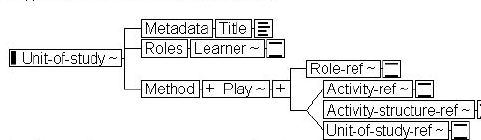 Metadata Title
Roles Learner ~
Unit-of-study ~
Role-ref ~
Method + Play ~ +
Activity-ref ~
Activity-structure-ref ~
Unit-of-study-ref ~